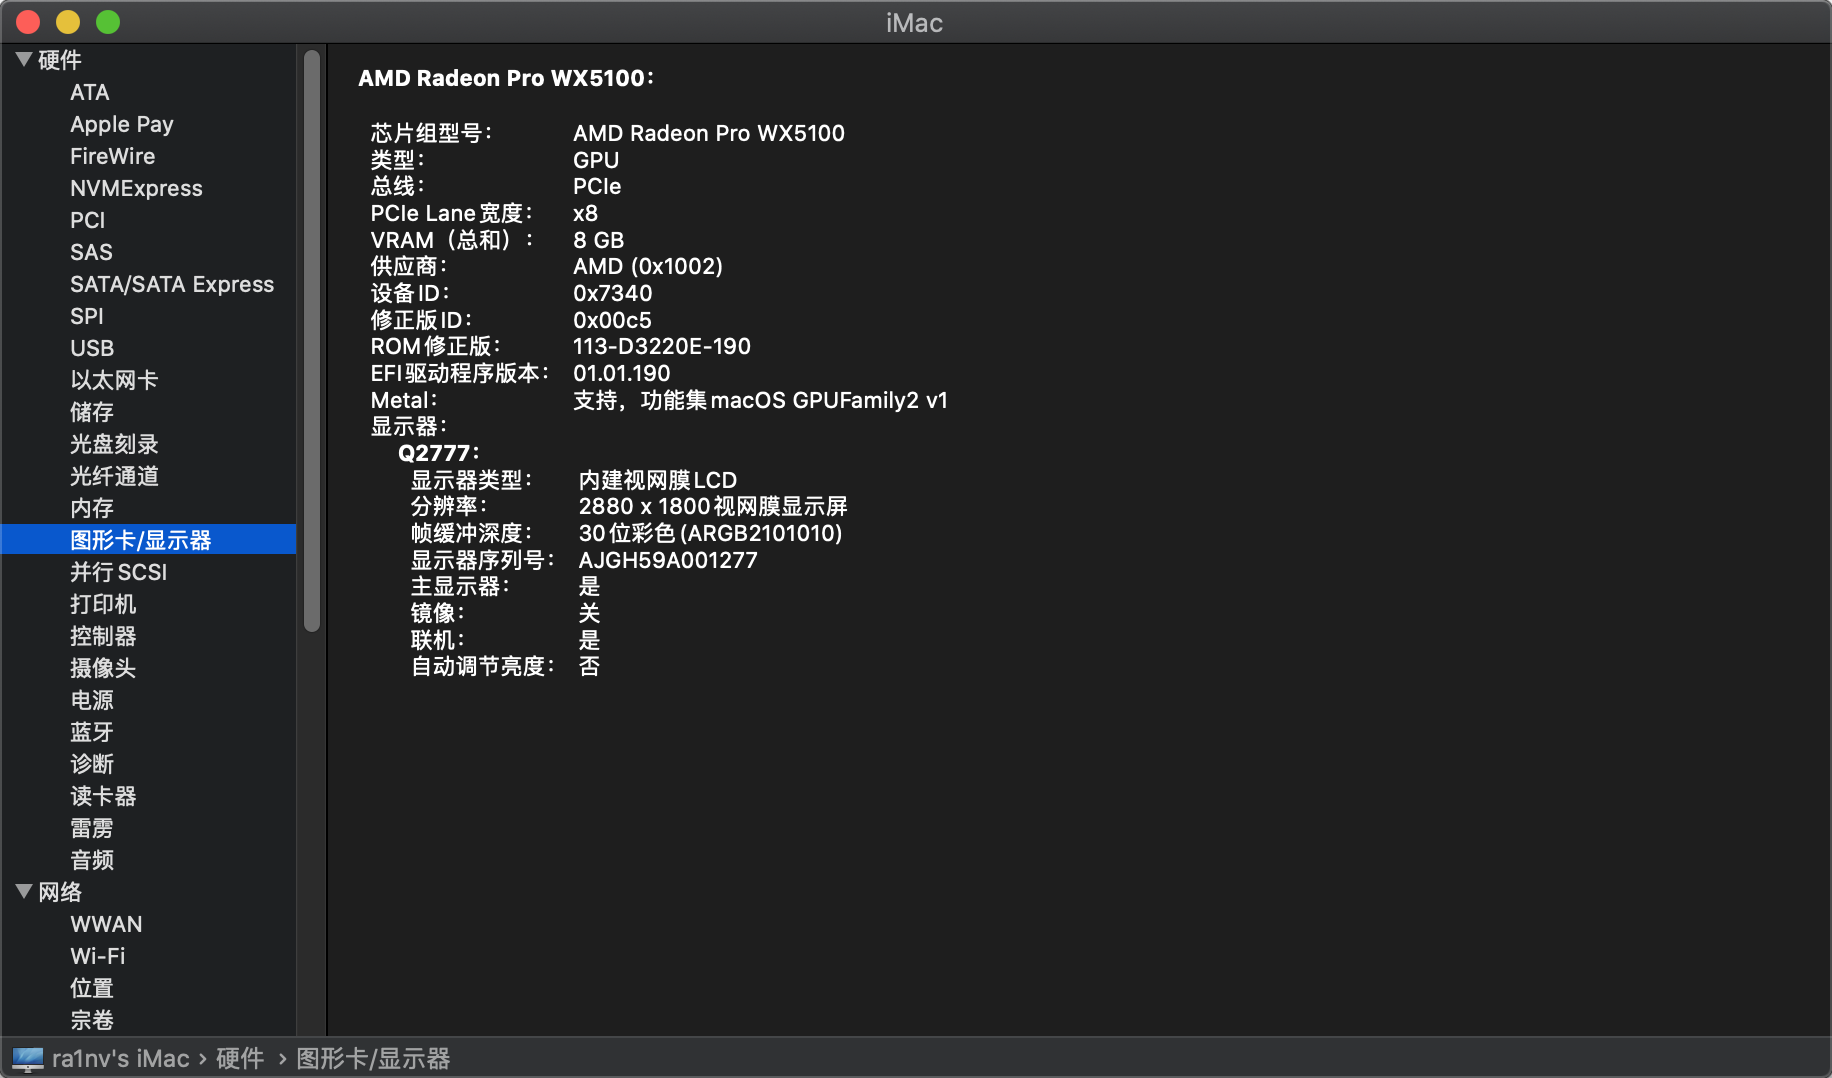 iMac
硬件
ATA
Apple Pay
FireWire
NVMExpress
PCI
SAS
SATA/SATA Express
SPI
USB
以太网卡
储存
光盘刻录
光纤通道
内存
图形卡/显示器
并行SCSI
打印机
控制器
摄像头
电源
蓝牙
诊断
读卡器
雷雳
音频
网络
WWAN
Wi-Fi
位置
宗卷
AMD Radeon Pro WX5100：
芯片组型号： AMD Radeon Pro WX5100
类型： GPU
总线： PCIe
PCIe Lane宽度： x8
VRAM（总和）： 8 GB
供应商： AMD (0x1002)
设备ID： 0x7340
修正版ID： 0x00c5
ROM修正版： 113-D3220E-190
EFI驱动程序版本： 01.01.190
Metal： 支持，功能集macOS GPUFamily2 v1
显示器：
Q2777：
显示器类型： 内建视网膜LCD
分辨率： 2880 x 1800视网膜显示屏
帧缓冲深度： 30位彩色(ARGB2101010)
显示器序列号： AJGH59A001277
主显示器： 是
镜像： 关
联机： 是
自动调节亮度： 否
ra1nv's iMac › 硬件 › 图形卡/显示器